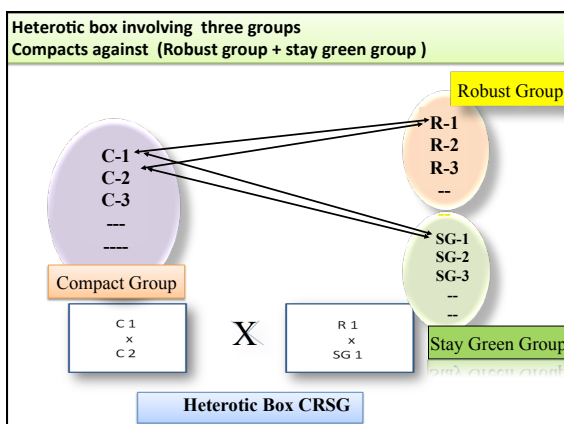 Heterotic box involving three groups
Compacts against (Robust group + stay green group )
Robust Group
R-1
R-2
R-3
--
C-1
C-2
C-3
---
----
Compact Group
--
SG-1
SG-2
SG-3
--
--
Stay Green Group
C 1
x
C 2
X
R 1
x
SG 1
Heterotic Box CRSG